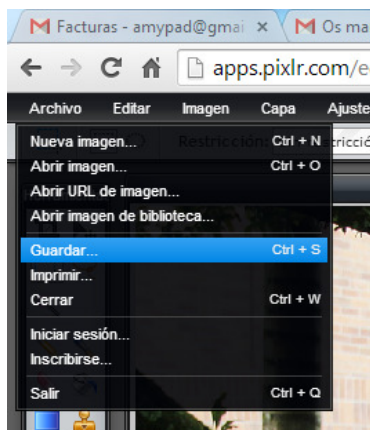 Facturas - amypad@gmai
Os ma
apps.pixlr.com/e
Archivo Editar Imagen Capa Ajuste
Nueva imagen... Ctrl + N
Abrir imagen... Ctrl + O
Abrir URL de imagen...
Abrir imagen de biblioteca...
Guardar... Ctrl + S
Imprimir...
Cerrar Ctrl + W
Iniciar sesión...
Inscribirse...
Salir Ctrl + Q